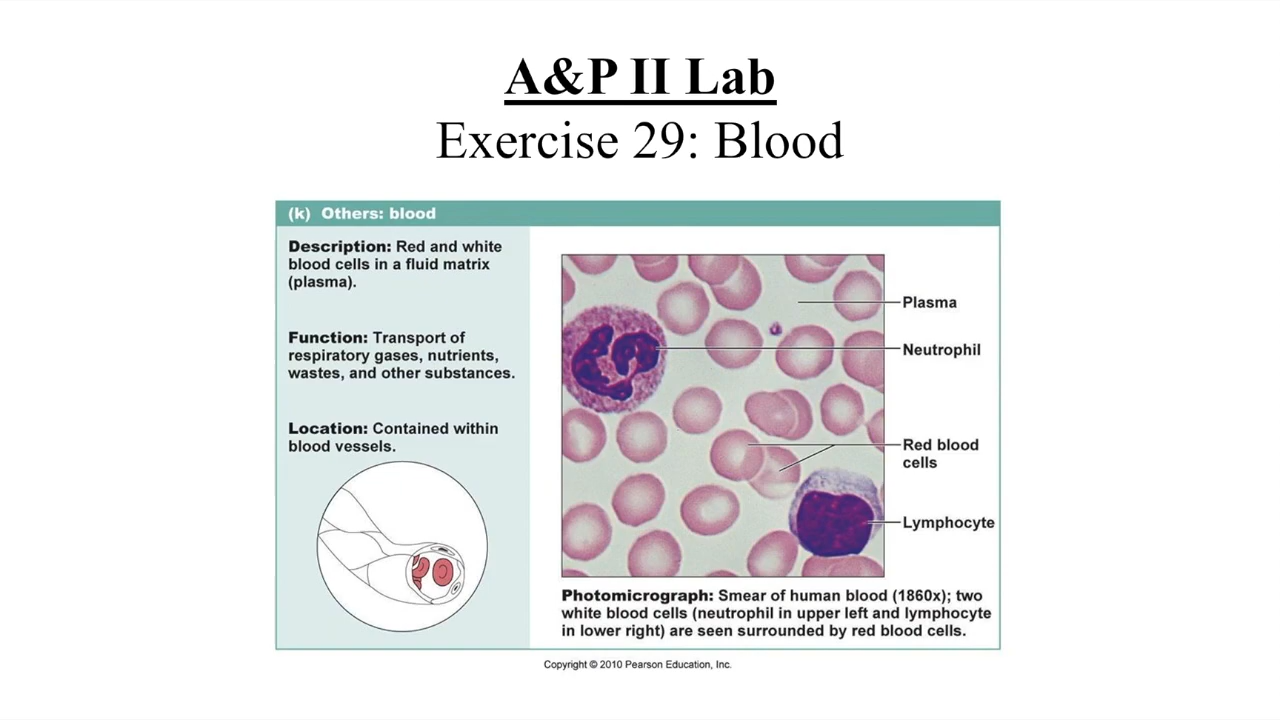 A&P II Lab
Exercise 29: Blood
(k) Others: blood
Description: Red and white
blood cells in a fluid matrix
(plasma).
Function: Transport of
respiratory gases, nutrients,
wastes, and other substances.
Location: Contained within
blood vessels.
Plasma
Neutrophil
Red blood
cells
Lymphocyte
Photomicrograph: Smear of human blood (1860x); two
white blood cells (neutrophil in upper left and lymphocyte
in lower right) are seen surrounded by red blood cells.
Copyright © 2010 Pearson Education, Inc.